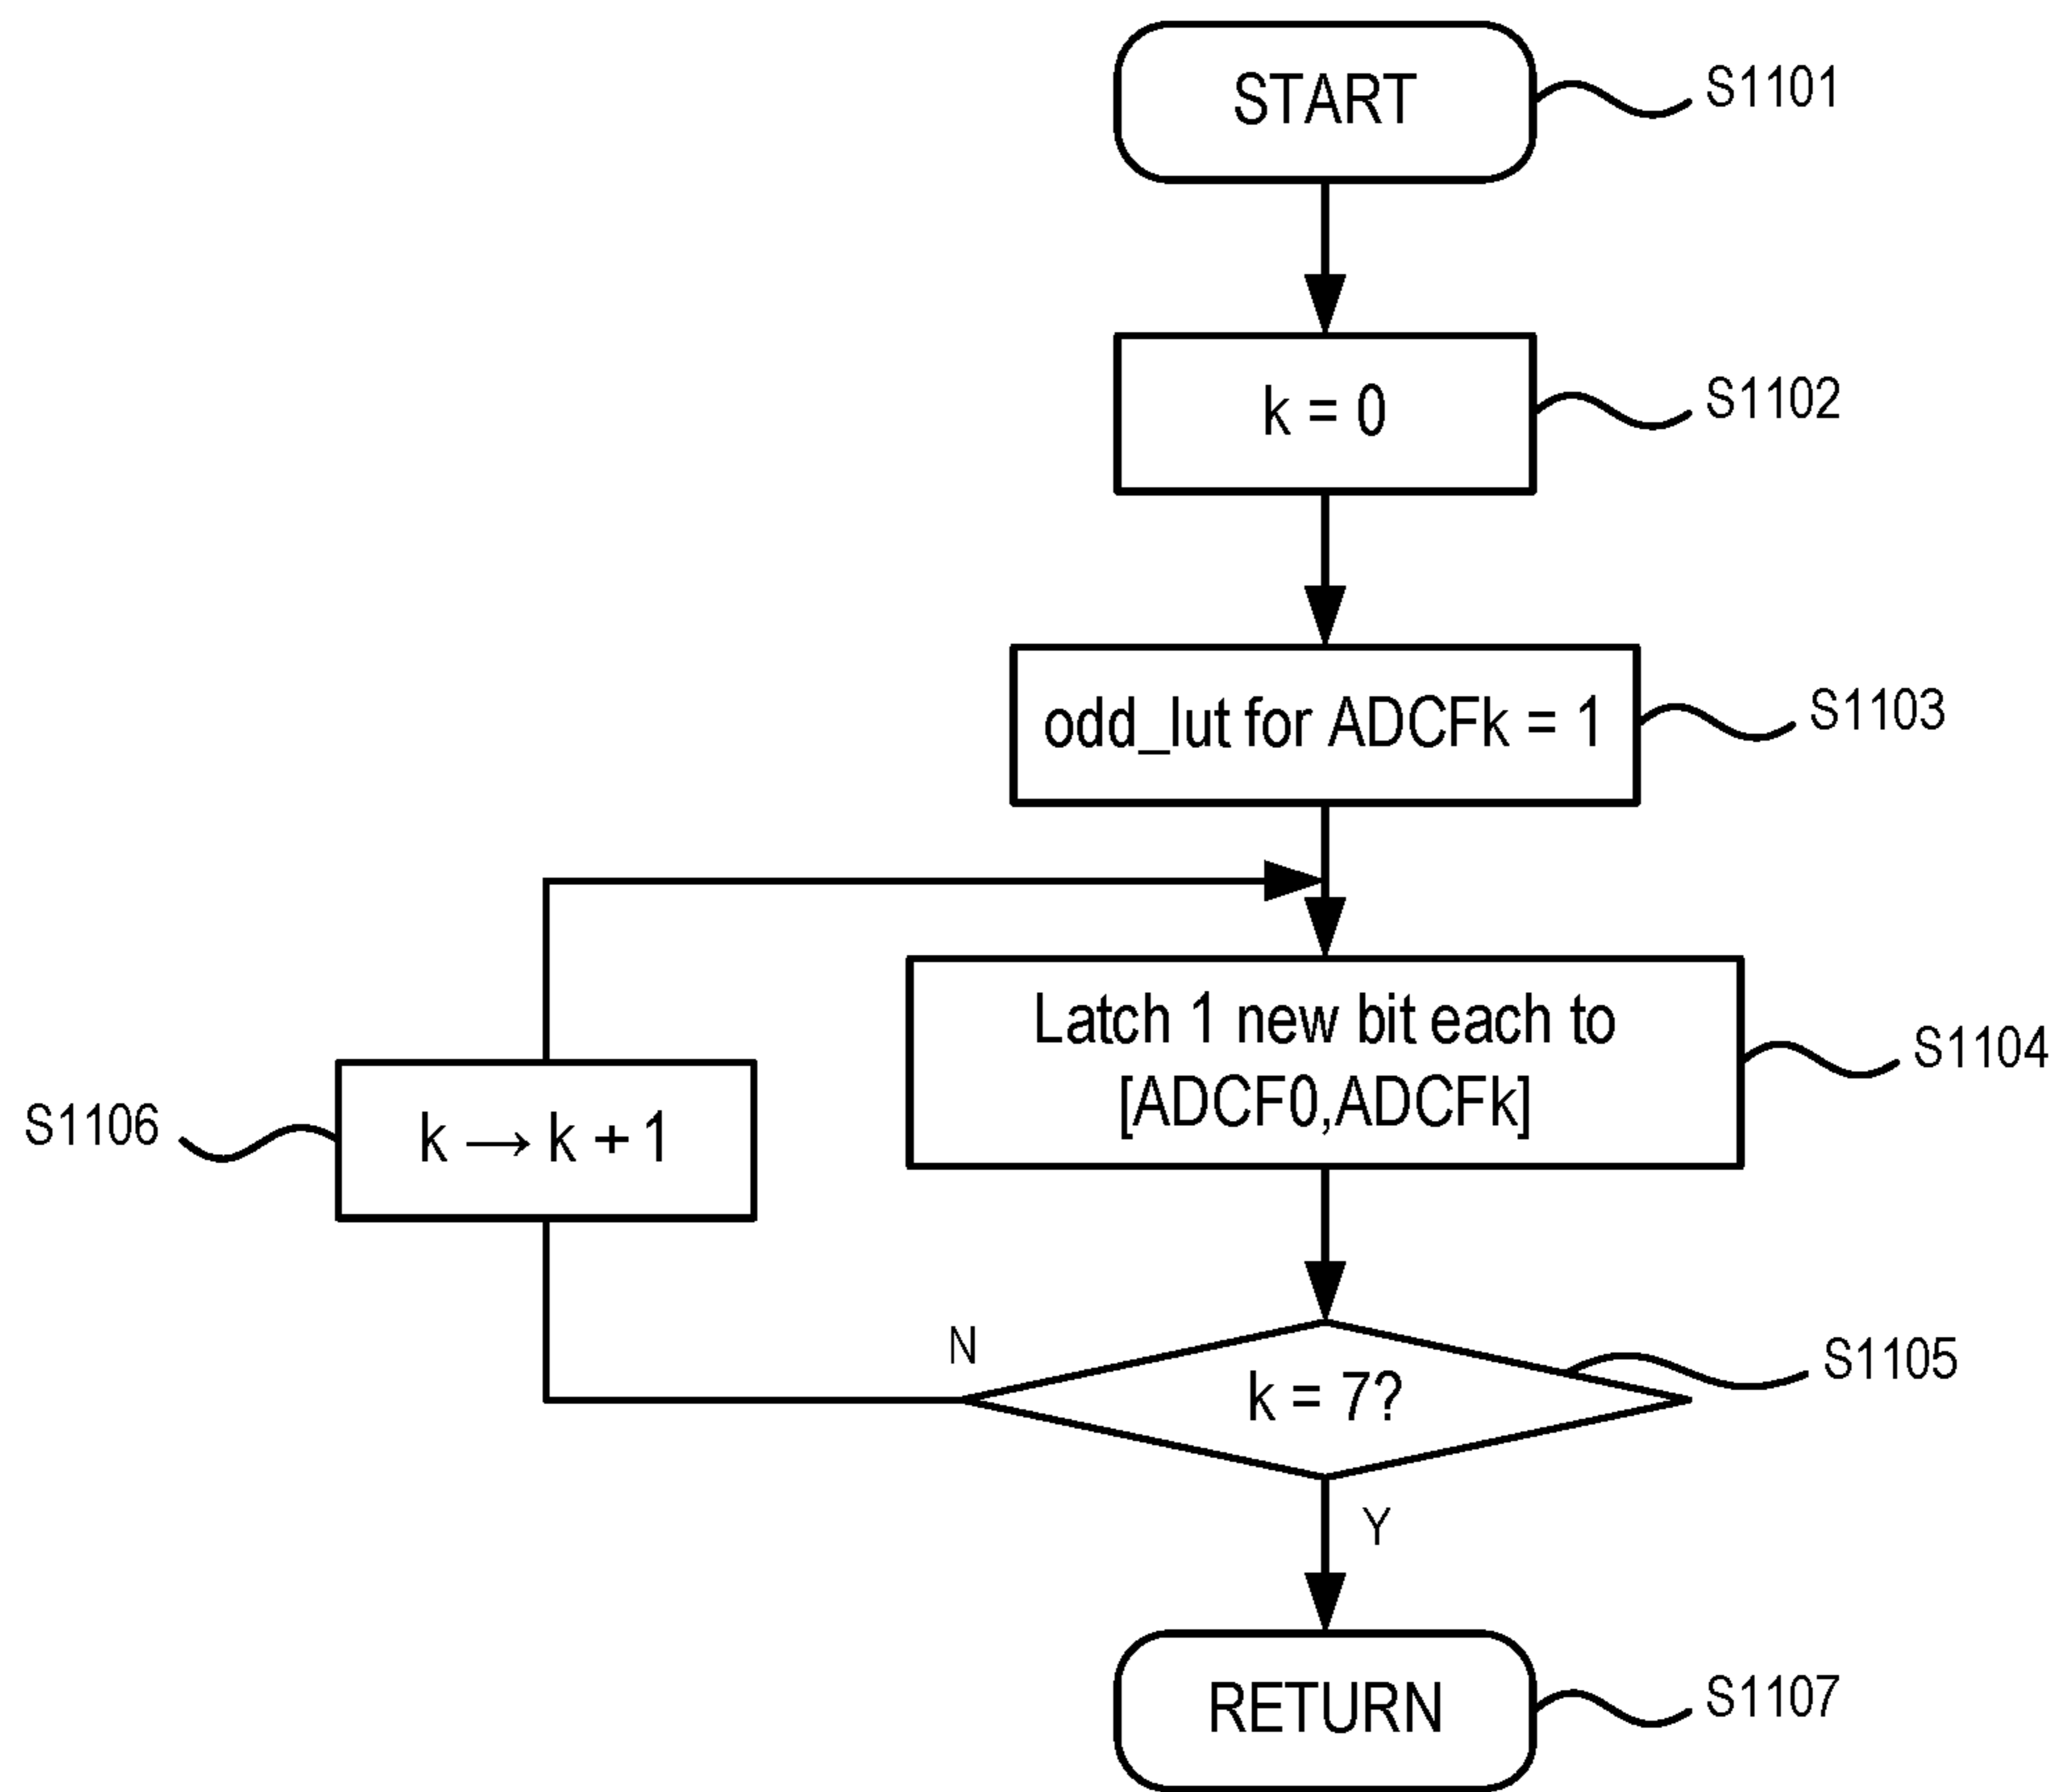 START
S1101
k = 0
S1102
odd_lut for ADCFk = 1
S1103
Latch 1 new bit each to
[ADCF0,ADCFk]
S1104
S1106
k → k + 1
N
k = 7?
S1105
Y
RETURN
S1107